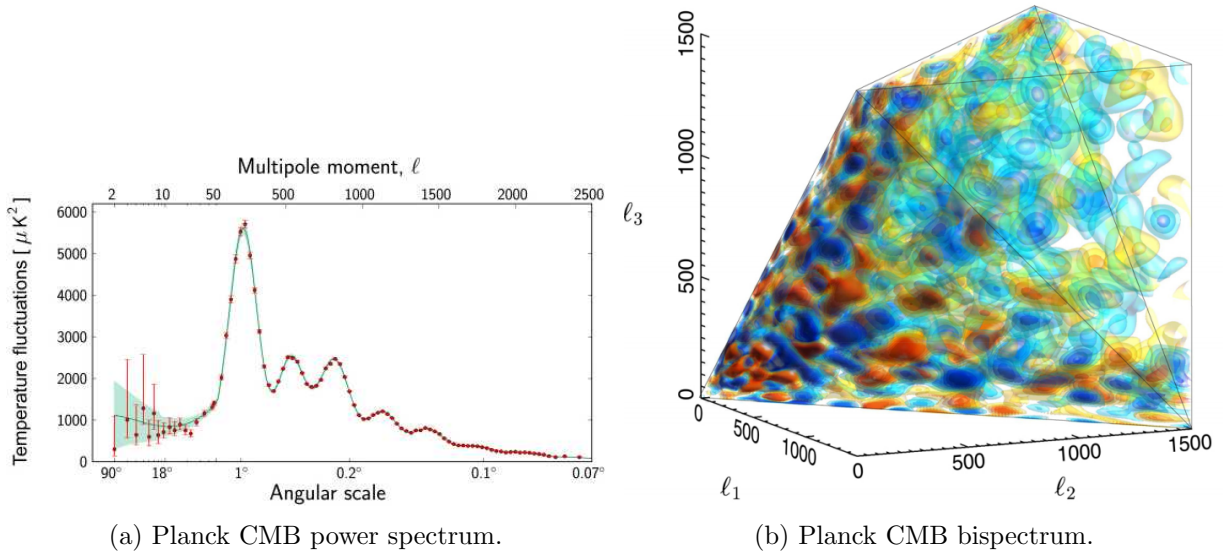 Multipole moment, ℓ
2 10 50 500 1000 1500 2000 2500
Temperature fluctuations [ μ K² ]
6000
5000
4000
3000
2000
1000
0
90° 18° 1° 0.2° 0.1° 0.07°
Angular scale
(a) Planck CMB power spectrum.
1500
1000
ℓ₃
500
0
0 500 1000
ℓ₁
0 500 1000 1500
ℓ₂
(b) Planck CMB bispectrum.